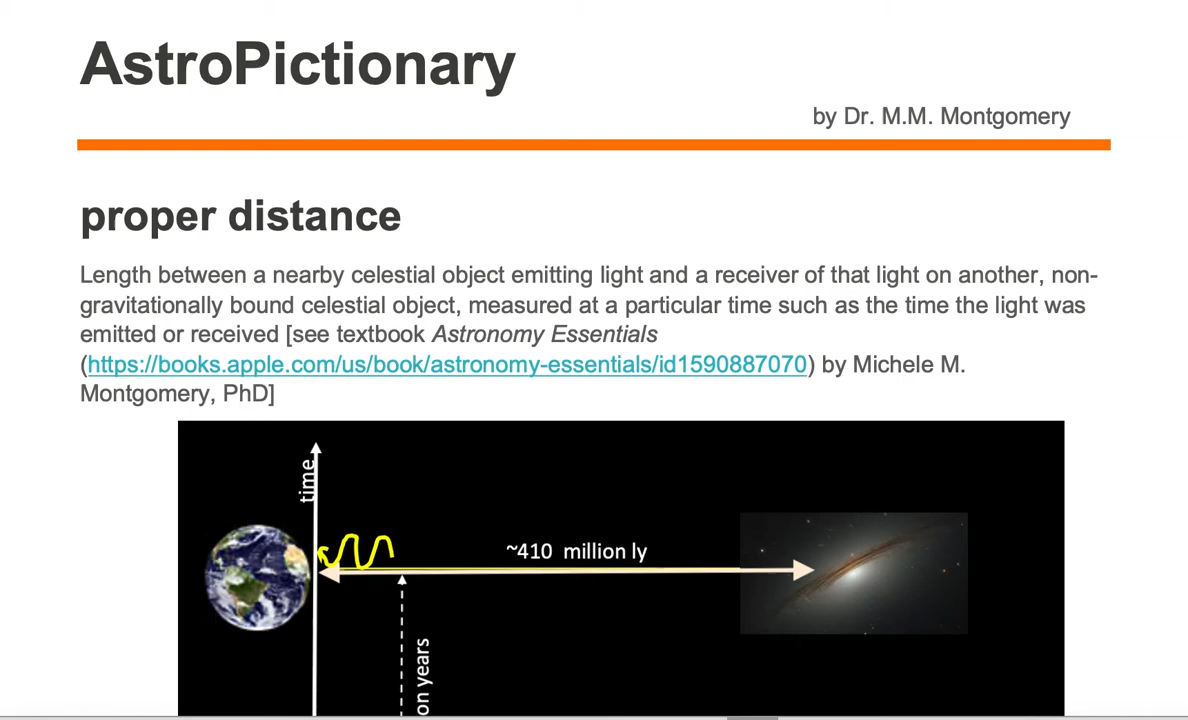 AstroPictionary
by Dr. M.M. Montgomery
proper distance
Length between a nearby celestial object emitting light and a receiver of that light on another, non-
gravitationally bound celestial object, measured at a particular time such as the time the light was
emitted or received [see textbook Astronomy Essentials
(https://books.apple.com/us/book/astronomy-essentials/id1590887070) by Michele M.
Montgomery, PhD]
time
~410 million ly
on years